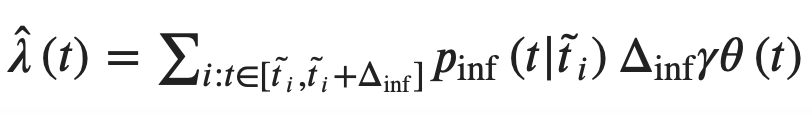 λ̂ (t) = ∑_{i:t∈[t̃_i,t̃_i+Δ_inf]} p_inf (t|t̃_i) Δ_inf γθ (t)